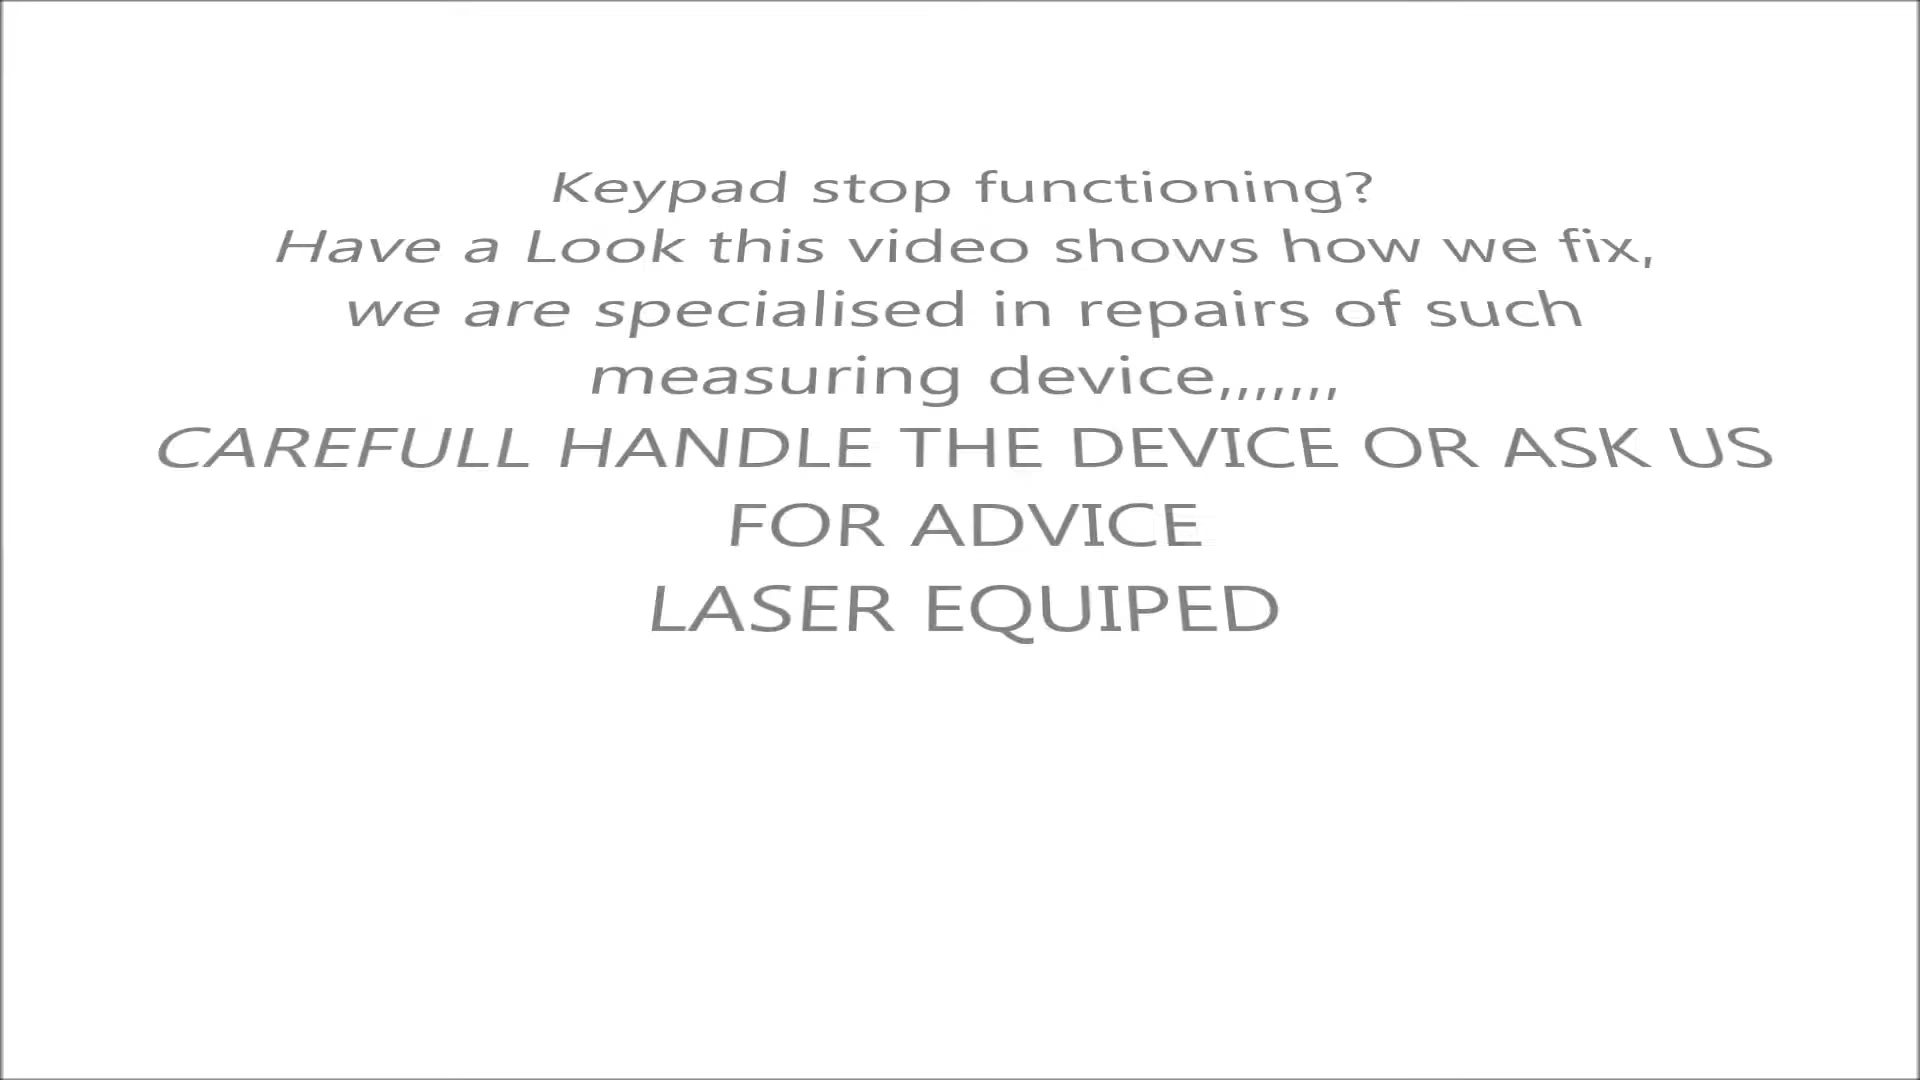 Keypad stop functioning?
Have a Look this video shows how we fix,
we are specialised in repairs of such
measuring device,,,,,,,
CAREFULL HANDLE THE DEVICE OR ASK US
FOR ADVICE
LASER EQUIPED